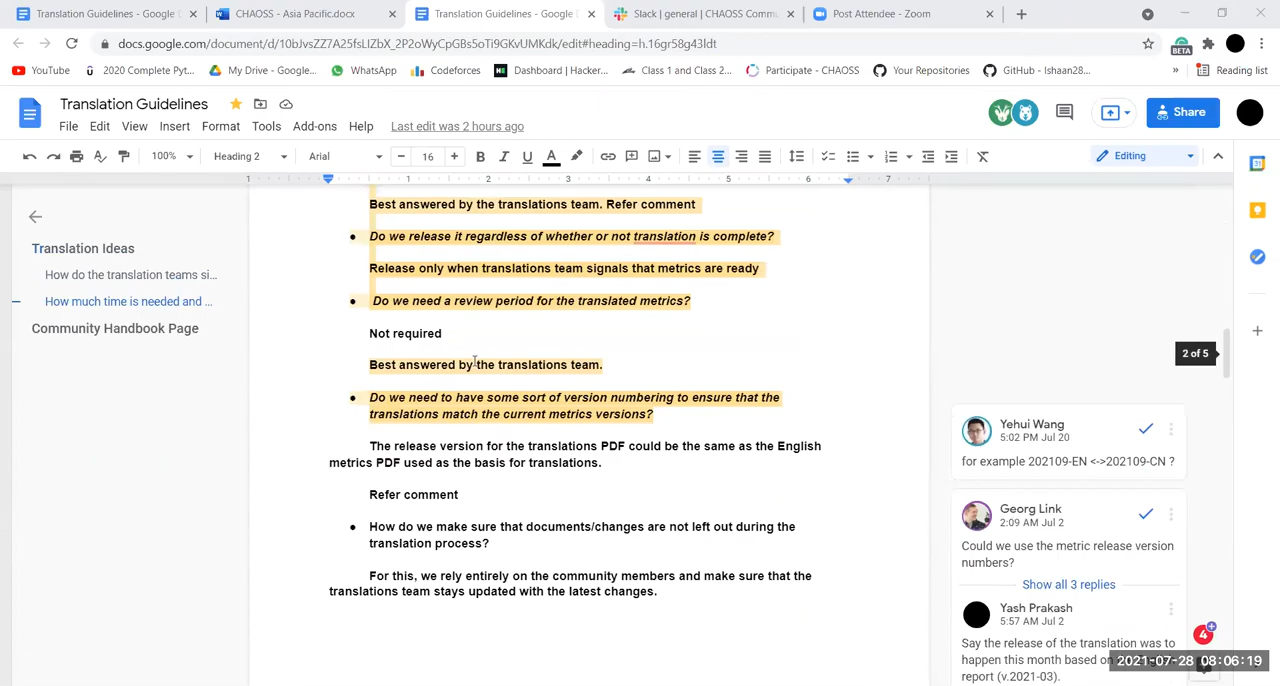 Translation Guidelines - Google D
CHAOSS - Asia Pacific.docx
Translation Guidelines - Google D
Slack | general | CHAOSS Commu
Post Attendee - Zoom
docs.google.com/document/d/10bJvsZZ7A25fsLIZbX_2P2oWyCpGBs5oTi9GKvUMKdk/edit#heading=h.16gr58g43ldt
BETA
YouTube
2020 Complete Pyt...
My Drive - Google...
WhatsApp
Codeforces
Dashboard | Hacker...
Class 1 and Class 2...
Participate - CHAOSS
Your Repositories
GitHub - Ishaan28...
»
Reading list
Translation Guidelines
File Edit View Insert Format Tools Add-ons Help Last edit was 2 hours ago
Share
100% Heading 2 Arial 16 B I U A Editing
1 1 2 3 4 5 6 7
Translation Ideas
How do the translation teams si...
How much time is needed and ...
Community Handbook Page
Best answered by the translations team. Refer comment
● Do we release it regardless of whether or not translation is complete?
Release only when translations team signals that metrics are ready
● Do we need a review period for the translated metrics?
Not required
Best answered by the translations team.
● Do we need to have some sort of version numbering to ensure that the
translations match the current metrics versions?
The release version for the translations PDF could be the same as the English
metrics PDF used as the basis for translations.
Refer comment
● How do we make sure that documents/changes are not left out during the
translation process?
For this, we rely entirely on the community members and make sure that the
translations team stays updated with the latest changes.
2 of 5
Yehui Wang
5:02 PM Jul 20
for example 202109-EN <->202109-CN ?
Georg Link
2:09 AM Jul 2
Could we use the metric release version
numbers?
Show all 3 replies
Yash Prakash
5:57 AM Jul 2
Say the release of the translation was to
happen this month based on
report (v.2021-03).
4
2021-07-28 08:06:19